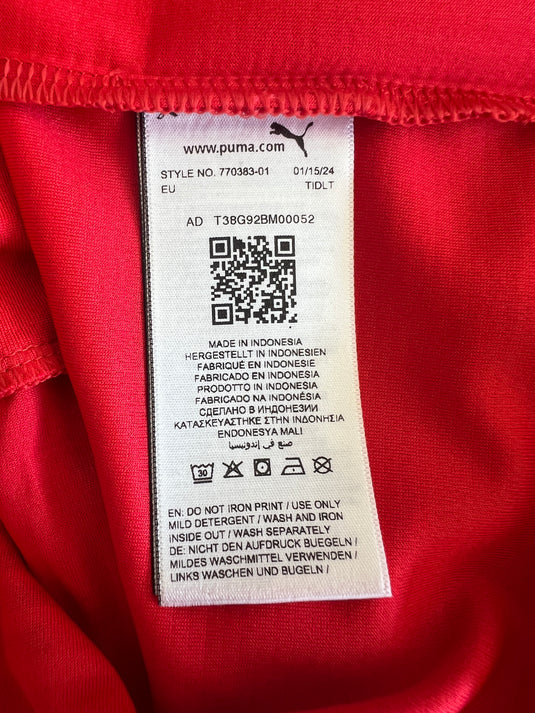 www.puma.com
STYLE NO. 770383-01 01/15/24
EU TIDLT
AD T38G92BM00052
MADE IN INDONESIA
HERGESTELLT IN INDONESIEN
FABRIQUÉ EN INDONESIE
FABRICADO EN INDONESIA
PRODOTTO IN INDONESIA
FABRICADO NA INDONÉSIA
СДЕЛАНО В ИНДОНЕЗИИ
ΚΑΤΑΣΚΕΥΑΣΤΗΚΕ ΣΤΗΝ ΙΝΔΟΝΗΣΙΑ
ENDONESYA MALI
صنع في إندونيسيا
30
EN: DO NOT IRON PRINT / USE ONLY
MILD DETERGENT / WASH AND IRON
INSIDE OUT / WASH SEPARATELY
DE: NICHT DEN AUFDRUCK BUEGELN /
MILDES WASCHMITTEL VERWENDEN /
LINKS WASCHEN UND BUGELN /